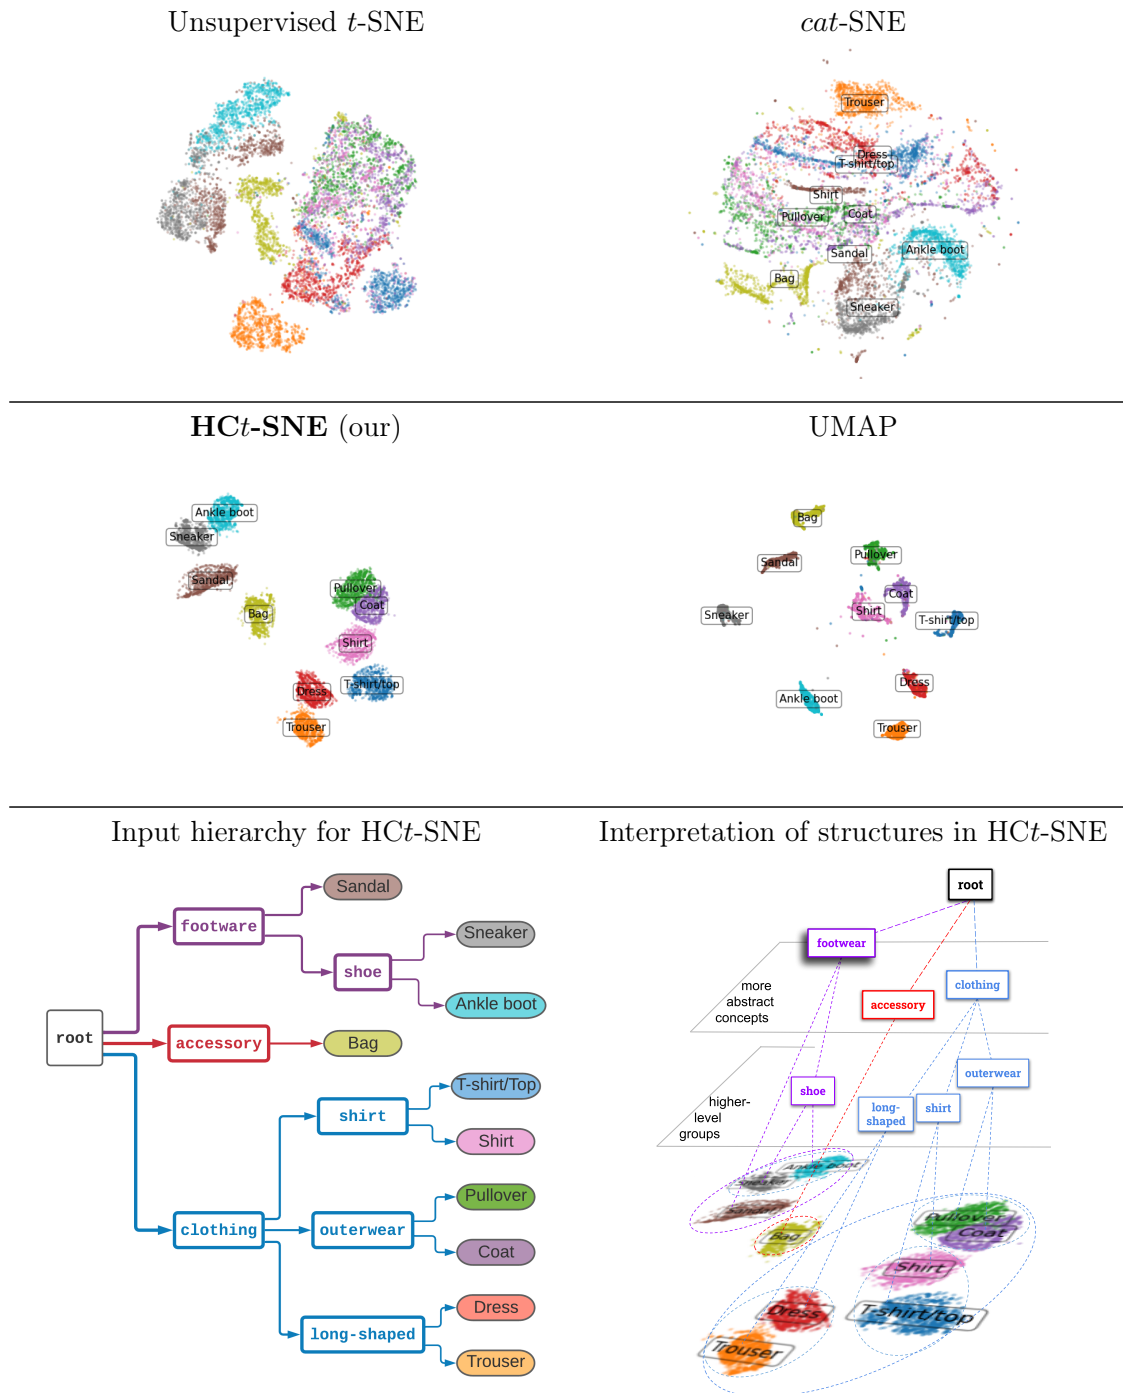 Unsupervised t-SNE
cat-SNE
Trouser
Dress
T-shirt/top
Shirt
Pullover
Coat
Sandal
Ankle boot
Bag
Sneaker
HCt-SNE (our)
UMAP
Ankle boot
Sneaker
Sandal
Bag
Pullover
Coat
Shirt
Dress
T-shirt/top
Trouser
Bag
Sandal
Pullover
Coat
Shirt
Sneaker
T-shirt/top
Dress
Ankle boot
Trouser
Input hierarchy for HCt-SNE
Interpretation of structures in HCt-SNE
root
footware
Sandal
shoe
Sneaker
Ankle boot
accessory
Bag
clothing
shirt
T-shirt/Top
Shirt
outerwear
Pullover
Coat
long-shaped
Dress
Trouser
root
footwear
clothing
accessory
more
abstract
concepts
outerwear
shoe
long-
shaped
shirt
higher-
level
groups
Ankle boot
Sneaker
Sandal
Bag
Pullover
Coat
Shirt
Dress
T-shirt/top
Trouser